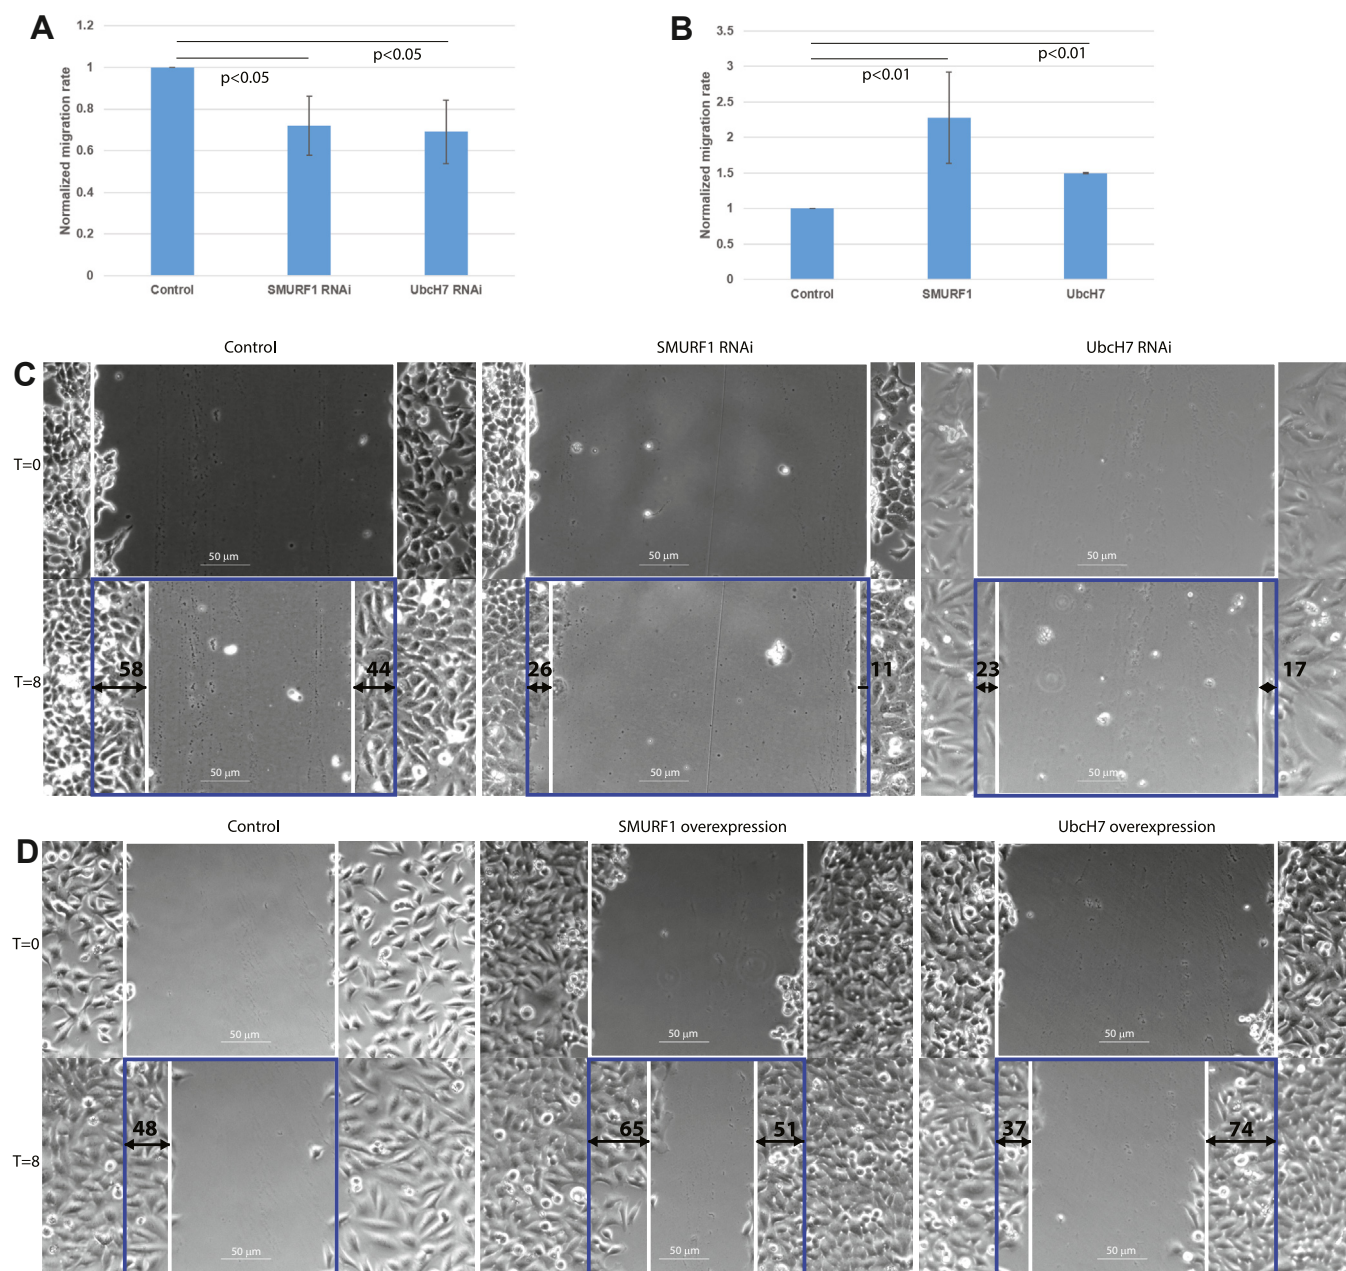 A
1.2
1
0.8
0.6
0.4
0.2
0
Normalized migration rate
p<0.05
p<0.05
Control
SMURF1 RNAi
UbcH7 RNAi
B
3.5
3
2.5
2
1.5
1
0.5
0
Normalized migration rate
p<0.01
p<0.01
Control
SMURF1
UbcH7
C
Control
SMURF1 RNAi
UbcH7 RNAi
T=0
50 µm
50 µm
50 µm
T=8
58
44
26
11
23
17
50 µm
50 µm
50 µm
D
Control
SMURF1 overexpression
UbcH7 overexpression
T=0
50 µm
50 µm
50 µm
T=8
48
65
51
37
74
50 µm
50 µm
50 µm